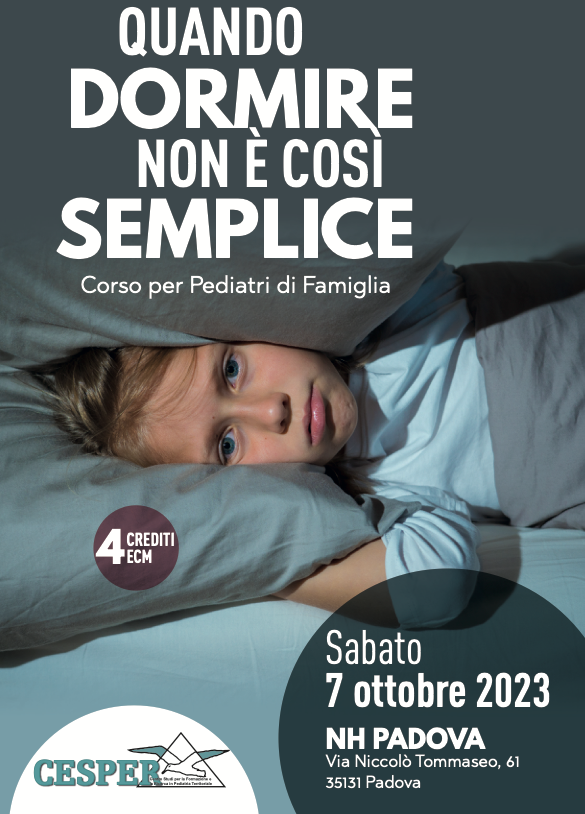 QUANDO
DORMIRE
NON È COSÌ
SEMPLICE
Corso per Pediatri di Famiglia
4 CREDITI
ECM
Sabato
7 ottobre 2023
NH PADOVA
Via Niccolò Tommaseo, 61
35131 Padova
CESPER
Centro Studi per la Formazione e
la Ricerca in Pediatria Territoriale